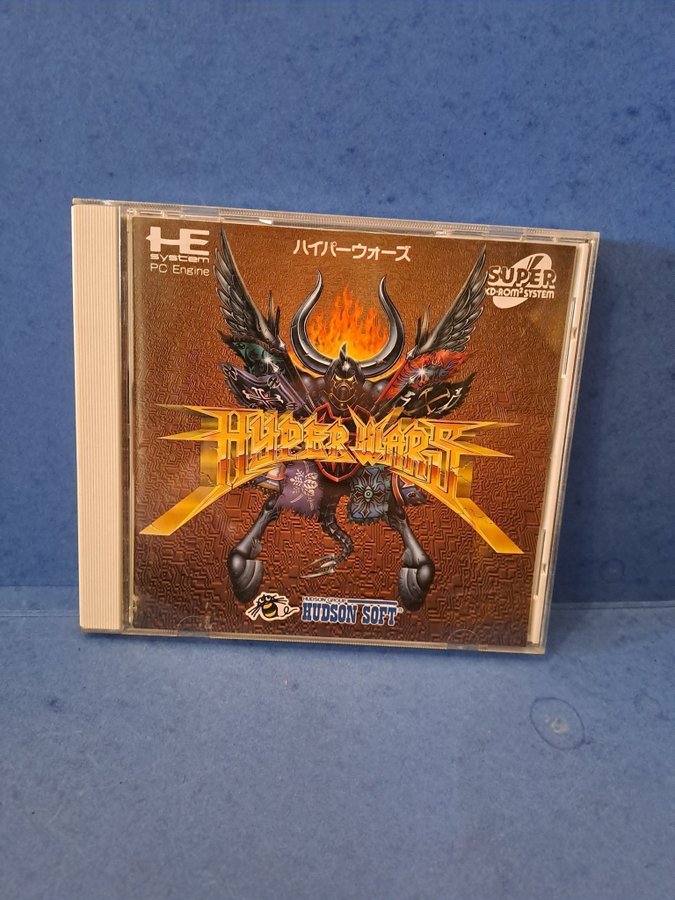 HE
system
PC Engine
ハイパーウォーズ
SUPER
CD-ROM² SYSTEM
HYPER WARS
HUDSON GROUP
HUDSON SOFT®